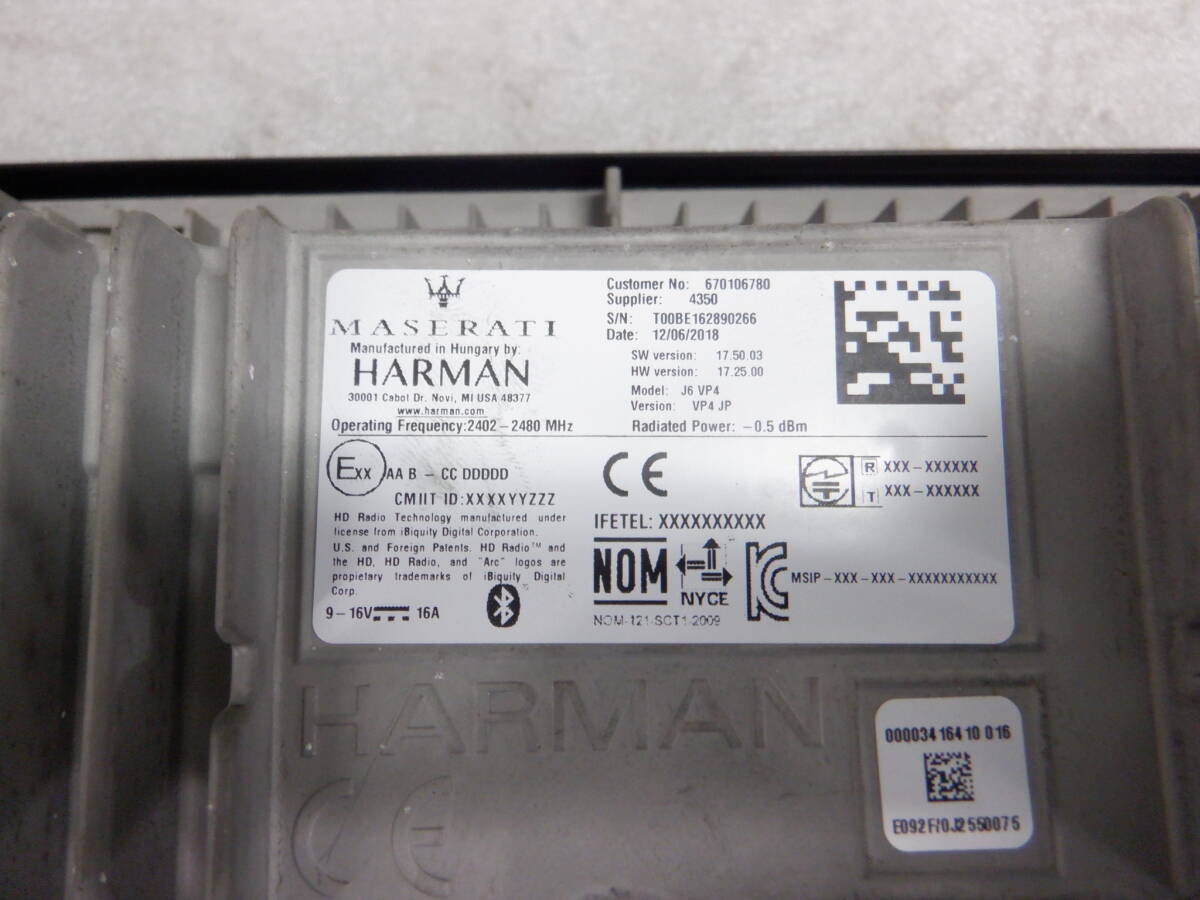 MASERATI
Manufactured in Hungary by:
HARMAN
30001 Cabot Dr. Novi, MI USA 48377
www.harman.com
Operating Frequency:2402-2480 MHz
Customer No: 670106780
Supplier: 4350
S/N: T00BE162890266
Date: 12/06/2018
SW version: 17.50.03
HW version: 17.25.00
Model: J6 VP4
Version: VP4 JP
Radiated Power: -0.5 dBm
Exx AA B - CC DDDDD
CMIIT ID:XXXXYYZZZ
HD Radio Technology manufactured under
license from iBiquity Digital Corporation.
U.S. and Foreign Patents. HD Radio™ and
the HD, HD Radio, and "Arc" logos are
propietary trademarks of iBiquity Digital
Corp.
9-16V 16A
CE
IFETEL: XXXXXXXXXX
NOM NYCE
NOM-121-SCT1-2009
R XXX-XXXXXX
T XXX-XXXXXX
MSIP-XXX-XXX-XXXXXXXXXXX
HARMAN
CE
00003416410016